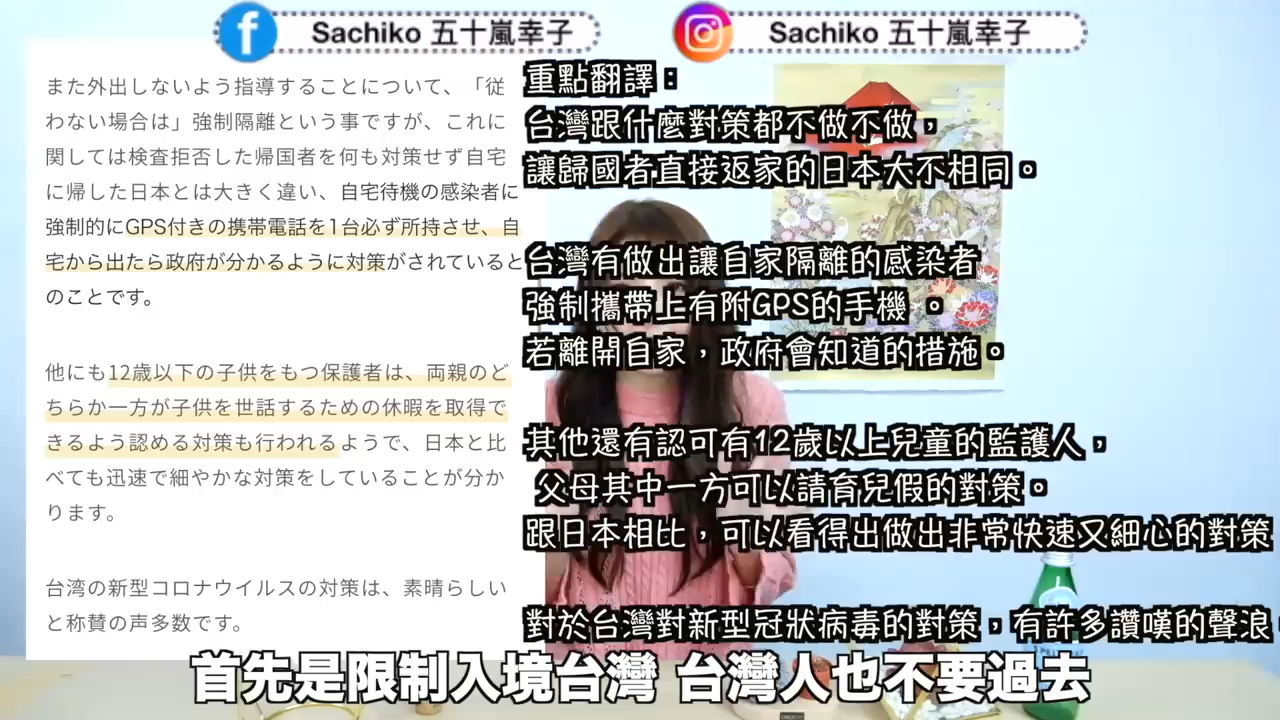 Sachiko 五十嵐幸子
Sachiko 五十嵐幸子
また外出しないよう指導することについて、「従
わない場合は」強制隔離という事ですが、これに
関しては検査拒否した帰国者を何も対策せず自宅
に帰した日本とは大きく違い、自宅待機の感染者に
強制的にGPS付きの携帯電話を1台必ず所持させ、自
宅から出たら政府が分かるように対策がされていると
のことです。
他にも12歳以下の子供をもつ保護者は、両親のど
ちらか一方が子供を世話するための休暇を取得で
きるよう認める対策も行われるようで、日本と比
べても迅速で細やかな対策をしていることが分か
ります。
台湾の新型コロナウイルスの対策は、素晴らしい
と称賛の声多数です。
重點翻譯：
台灣跟什麼對策都不做不做，
讓歸國者直接返家的日本大不相同。
台灣有做出讓自家隔離的感染者
強制攜帶上有附GPS的手機 。
若離開自家，政府會知道的措施。
其他還有認可有12歲以上兒童的監護人，
父母其中一方可以請育兒假的對策。
跟日本相比，可以看得出做出非常快速又細心的對策
對於台灣對新型冠狀病毒的對策，有許多讚嘆的聲浪。
首先是限制入境台灣 台灣人也不要過去